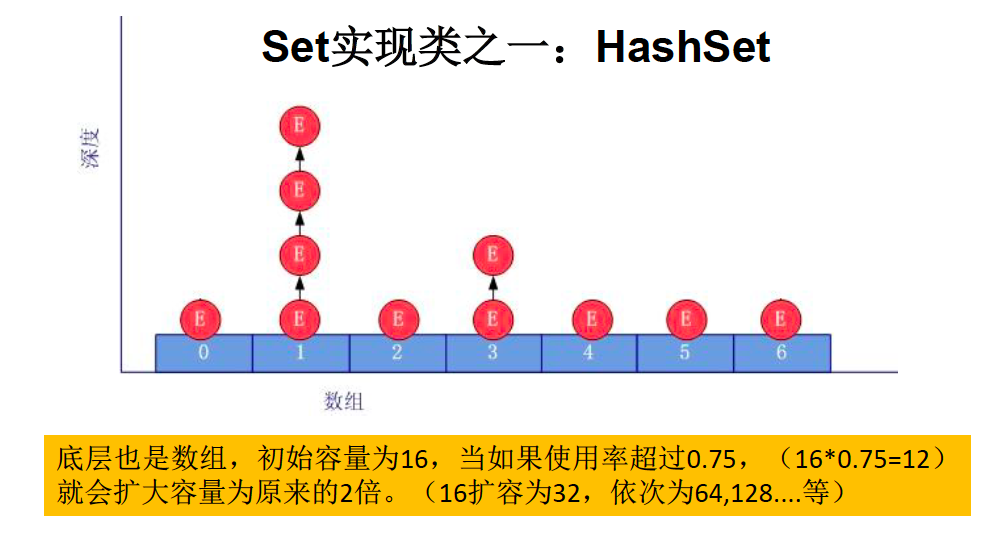 Set实现类之一：HashSet
深度
E
E
E
E
E
E
E
E
E
E
E
0 1 2 3 4 5 6
数组
底层也是数组，初始容量为16，当如果使用率超过0.75，（16*0.75=12）
就会扩大容量为原来的2倍。（16扩容为32，依次为64,128....等）